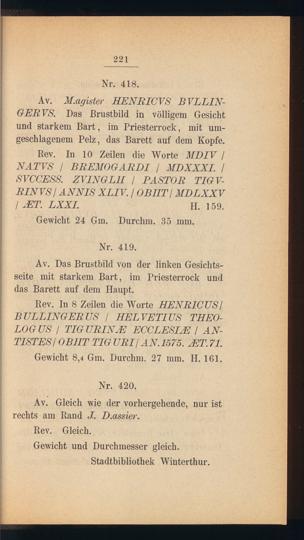 221
Nr. 418.
Av. M.agister HENRICVS BVLLIN-
GERVS. Das Brustbild in völligem Gesicht
und starkem Bart, im Priesterrock, mit um-
geschlagenem Pelz, das Barett auf dem Kopfe.
Rev. In 10 Zeilen die Worte MDIV /
NATVS / BREMOGARDI / MDXXXI. /
SVCCESS. ZVINGLII / PASTOR TIGV-
RINVS / ANNIS XLIV. / OBIIT / MDLXXV
/ ÆT. LXXI. H. 159.
Gewicht 24 Gm. Durchm. 35 mm.
Nr. 419.
Av. Das Brustbild von der linken Gesichts-
seite mit starkem Bart, im Priesterrock und
das Barett auf dem Haupt.
Rev. In 8 Zeilen die Worte HENRICUS/
BULLINGERUS / HELVETIUS THEO-
LOGUS / TIGURINÆ ECCLESIÆ / AN-
TISTES / OBIIT TIGURI / AN. 1575. ÆT. 71.
Gewicht 8,4 Gm. Durchm. 27 mm. H. 161.
Nr. 420.
Av. Gleich wie der vorhergehende, nur ist
rechts am Rand J. D.assier.
Rev. Gleich.
Gewicht und Durchmesser gleich.
Stadtbibliothek Winterthur.